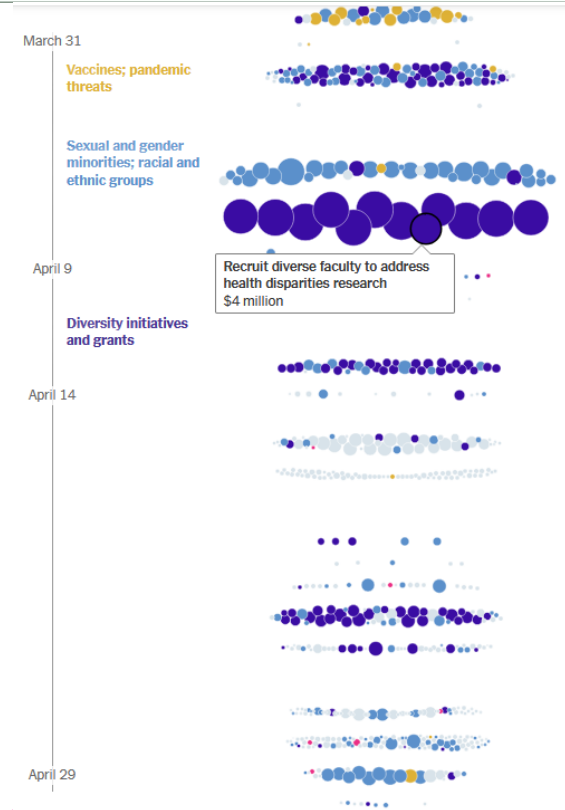 March 31
Vaccines; pandemic
threats
Sexual and gender
minorities; racial and
ethnic groups
April 9
Recruit diverse faculty to address
health disparities research
$4 million
Diversity initiatives
and grants
April 14
April 29